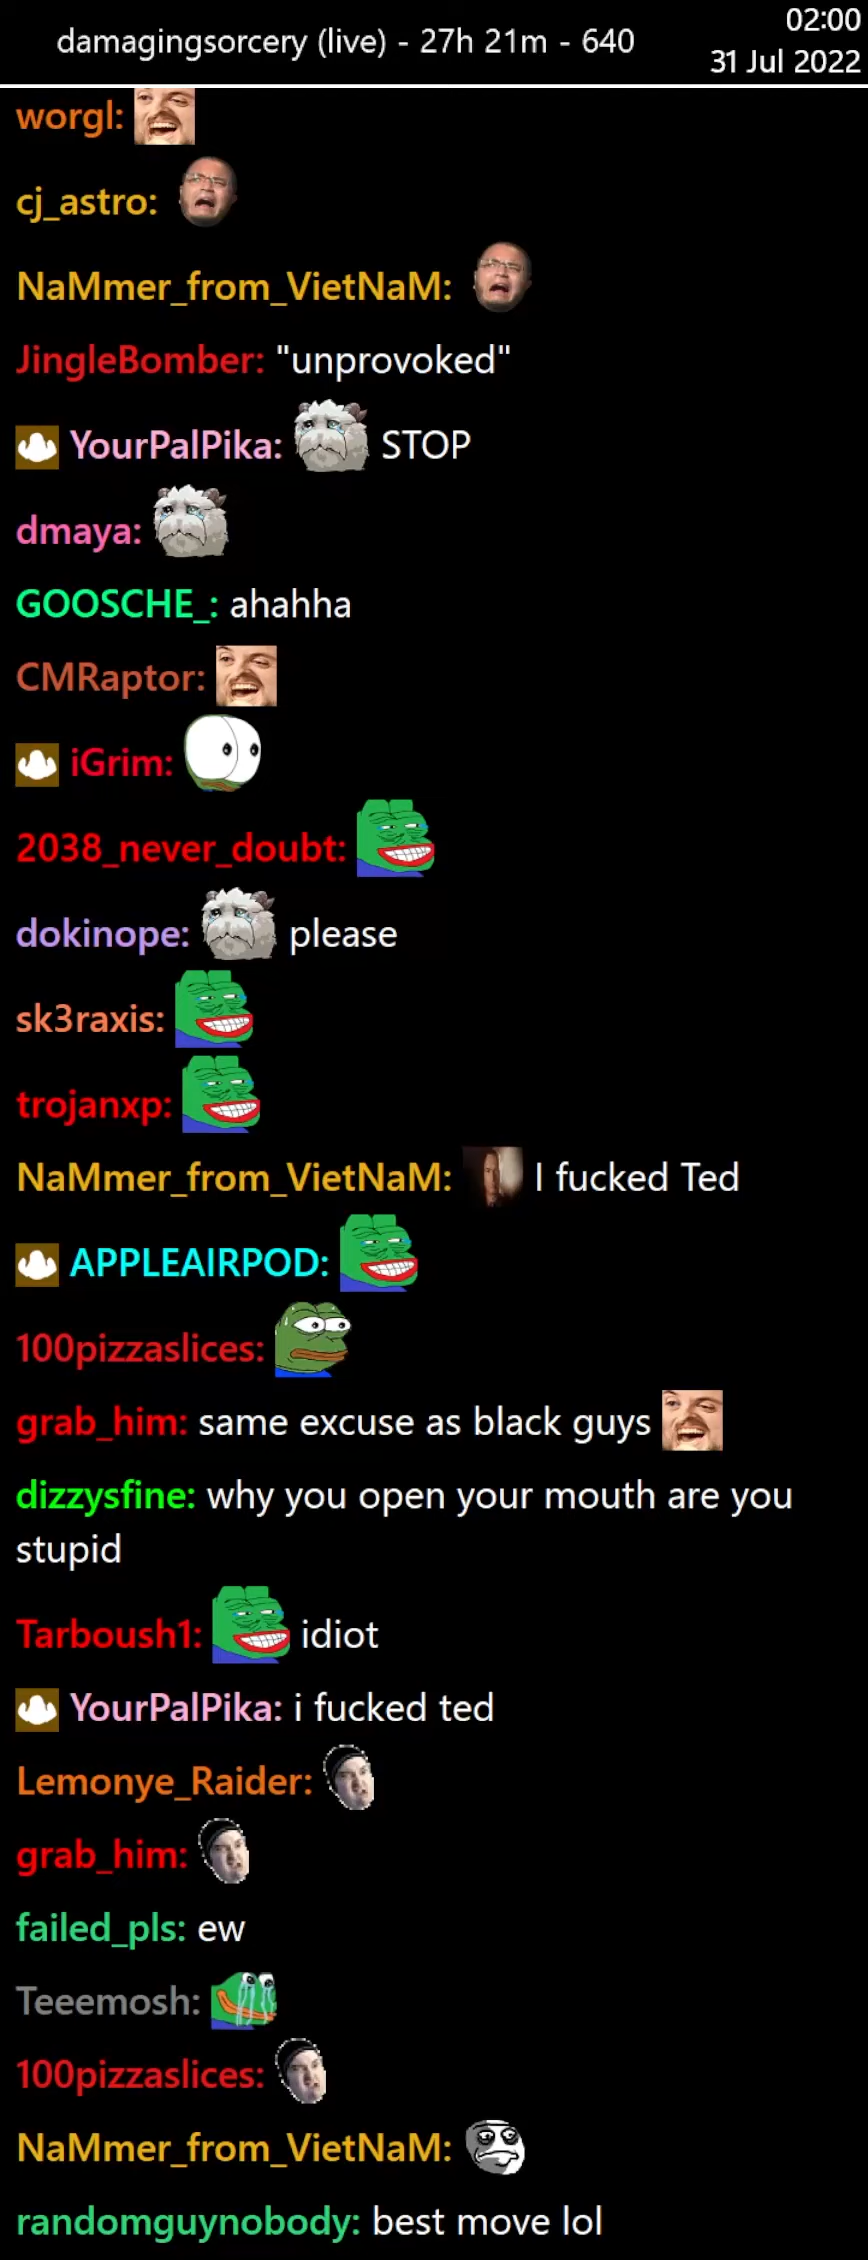 damagingsorcery (live) - 27h 21m - 640
02:00
31 Jul 2022
worgl:
cj_astro:
NaMmer_from_VietNaM:
JingleBomber: "unprovoked"
YourPalPika: STOP
dmaya:
GOOSCHE_: ahahha
CMRaptor:
iGrim:
2038_never_doubt:
dokinope: please
sk3raxis:
trojanxp:
NaMmer_from_VietNaM: I fucked Ted
APPLEAIRPOD:
100pizzaslices:
grab_him: same excuse as black guys
dizzysfine: why you open your mouth are you
stupid
Tarboush1: idiot
YourPalPika: i fucked ted
Lemonye_Raider:
grab_him:
failed_pls: ew
Teeemosh:
100pizzaslices:
NaMmer_from_VietNaM:
randomguynobody: best move lol